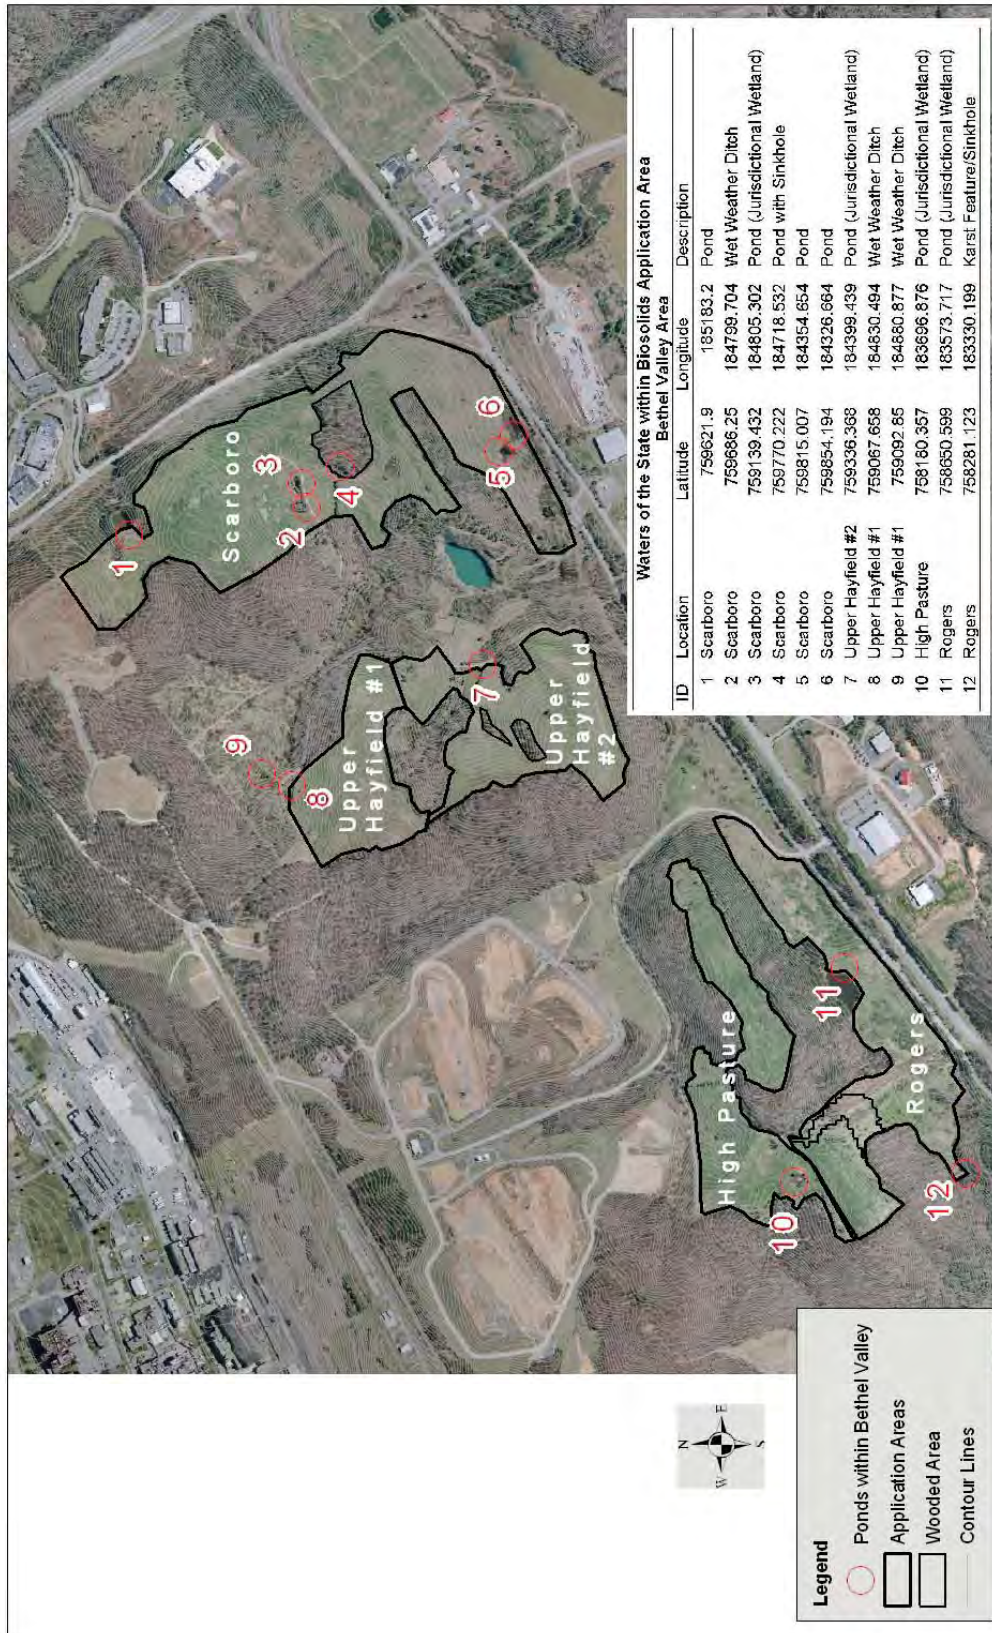 1
Scarboro
2
3
4
5
6
9
8
Upper
Hayfield #1
7
Upper
Hayfield
#2
High Pasture
10
11
Rogers
12
N
W E
S
Legend
Ponds within Bethel Valley
Application Areas
Wooded Area
Contour Lines
Waters of the State within Biosolids Application Area
Bethel Valley Area
ID Location Latitude Longitude Description
1 Scarboro 759621.9 185183.2 Pond
2 Scarboro 759686.25 184799.704 Wet Weather Ditch
3 Scarboro 759139.432 184805.302 Pond (Jurisdictional Wetland)
4 Scarboro 759770.222 184718.532 Pond with Sinkhole
5 Scarboro 759815.007 184354.654 Pond
6 Scarboro 759854.194 184326.664 Pond
7 Upper Hayfield #2 759336.368 184399.439 Pond (Jurisdictional Wetland)
8 Upper Hayfield #1 759067.658 184830.494 Wet Weather Ditch
9 Upper Hayfield #1 759092.85 184880.877 Wet Weather Ditch
10 High Pasture 758180.357 183696.876 Pond (Jurisdictional Wetland)
11 Rogers 758650.599 183573.717 Pond (Jurisdictional Wetland)
12 Rogers 758281.123 183330.199 Karst Feature/Sinkhole